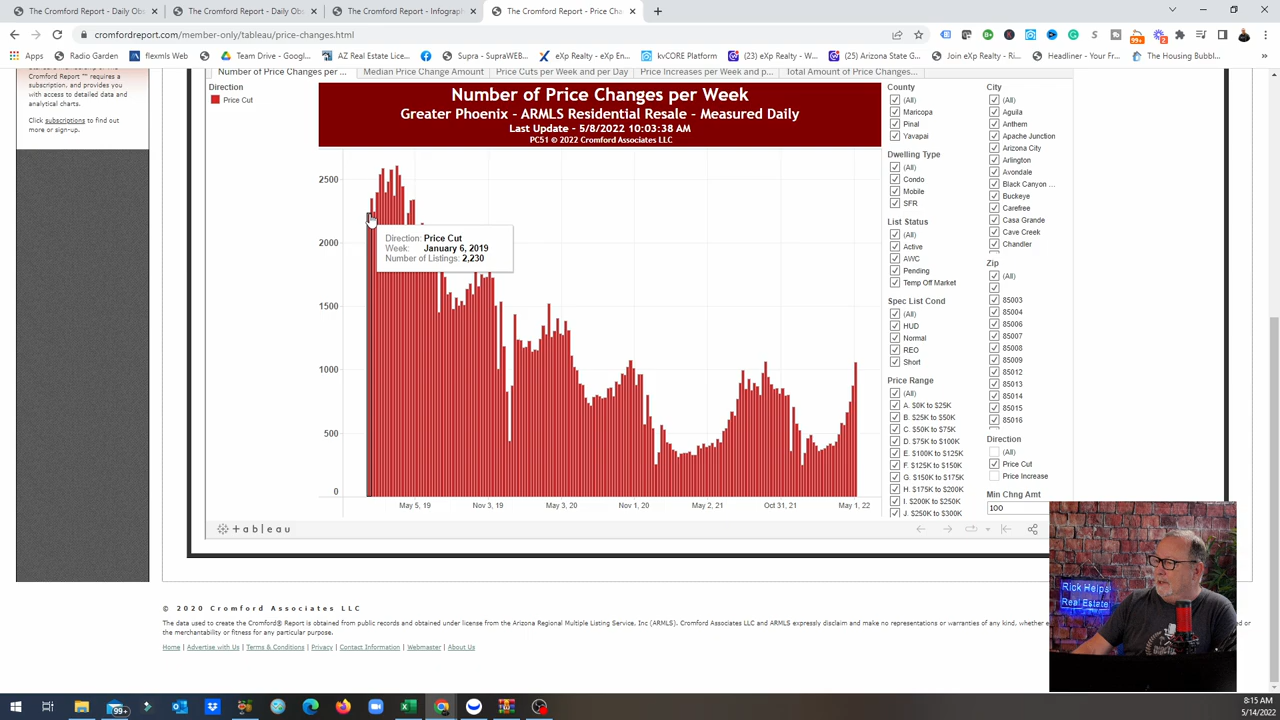 The Cromford Report - Daily Obs
The Cromford Report - Daily Obs
The Cromford® Report - Price Ra
The Cromford® Report - Price Cha
cromfordreport.com/member-only/tableau/price-changes.html
99+
2
Apps
Radio Garden
flexmls Web
Team Drive - Googl...
AZ Real Estate Lice...
Supra - SupraWEB...
eXp Realty - eXp En...
kvCORE Platform
(25) eXp Realty - We...
(25) Arizona State G...
Join eXp Realty - Ri...
Headliner - Your Fr...
The Housing Bubbl...
»
Cromford Report ™ requires a
subscription, and provides you
with access to detailed data and
analytical charts.
Click subscriptions to find out
more or sign-up.
Number of Price Changes per ...
Median Price Change Amount
Price Cuts per Week and per Day
Price Increases per Week and p...
Total Amount of Price Changes...
Direction
Price Cut
Number of Price Changes per Week
Greater Phoenix - ARMLS Residential Resale - Measured Daily
Last Update - 5/8/2022 10:03:38 AM
PC51 © 2022 Cromford Associates LLC
2500
2000
1500
1000
500
0
Direction: Price Cut
Week: January 6, 2019
Number of Listings: 2,230
May 5, 19
Nov 3, 19
May 3, 20
Nov 1, 20
May 2, 21
Oct 31, 21
May 1, 22
County
(All)
Maricopa
Pinal
Yavapai
Dwelling Type
(All)
Condo
Mobile
SFR
List Status
(All)
Active
AWC
Pending
Temp Off Market
Spec List Cond
(All)
HUD
Normal
REO
Short
Price Range
(All)
A. $0K to $25K
B. $25K to $50K
C. $50K to $75K
D. $75K to $100K
E. $100K to $125K
F. $125K to $150K
G. $150K to $175K
H. $175K to $200K
I. $200K to $250K
J. $250K to $300K
City
(All)
Aguila
Anthem
Apache Junction
Arizona City
Arlington
Avondale
Black Canyon ...
Buckeye
Carefree
Casa Grande
Cave Creek
Chandler
Zip
(All)
85003
85004
85006
85007
85008
85009
85012
85013
85014
85015
85016
Direction
(All)
Price Cut
Price Increase
Min Chng Amt
100
+ a b l e a u
Rick Helps
Real Estate
© 2020 Cromford Associates LLC
The data used to create the Cromford® Report is obtained from public records and obtained under license from the Arizona Regional Multiple Listing Service, Inc (ARMLS). Cromford Associates LLC and ARMLS expressly disclaim and make no representations or warranties of any kind, whether
the merchantability or fitness for any particular purpose.
Home | Advertise with Us | Terms & Conditions | Privacy | Contact Information | Webmaster | About Us
99+
8:15 AM
5/14/2022